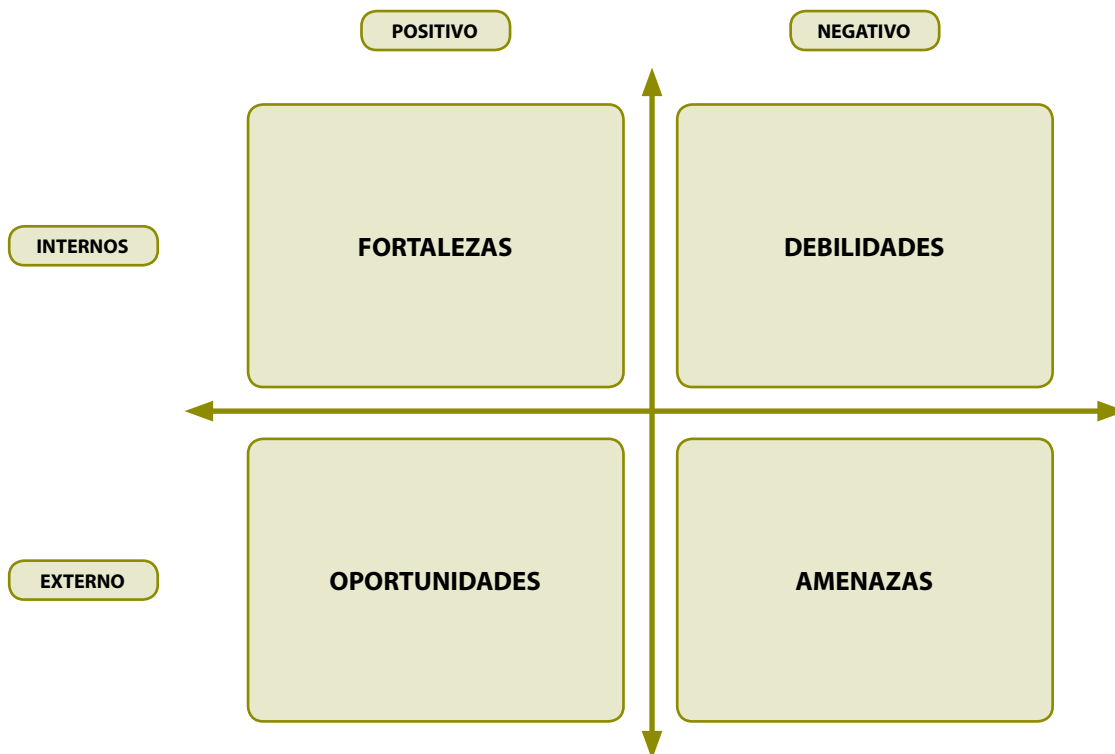 POSITIVO
NEGATIVO
INTERNOS
FORTALEZAS
DEBILIDADES
EXTERNO
OPORTUNIDADES
AMENAZAS